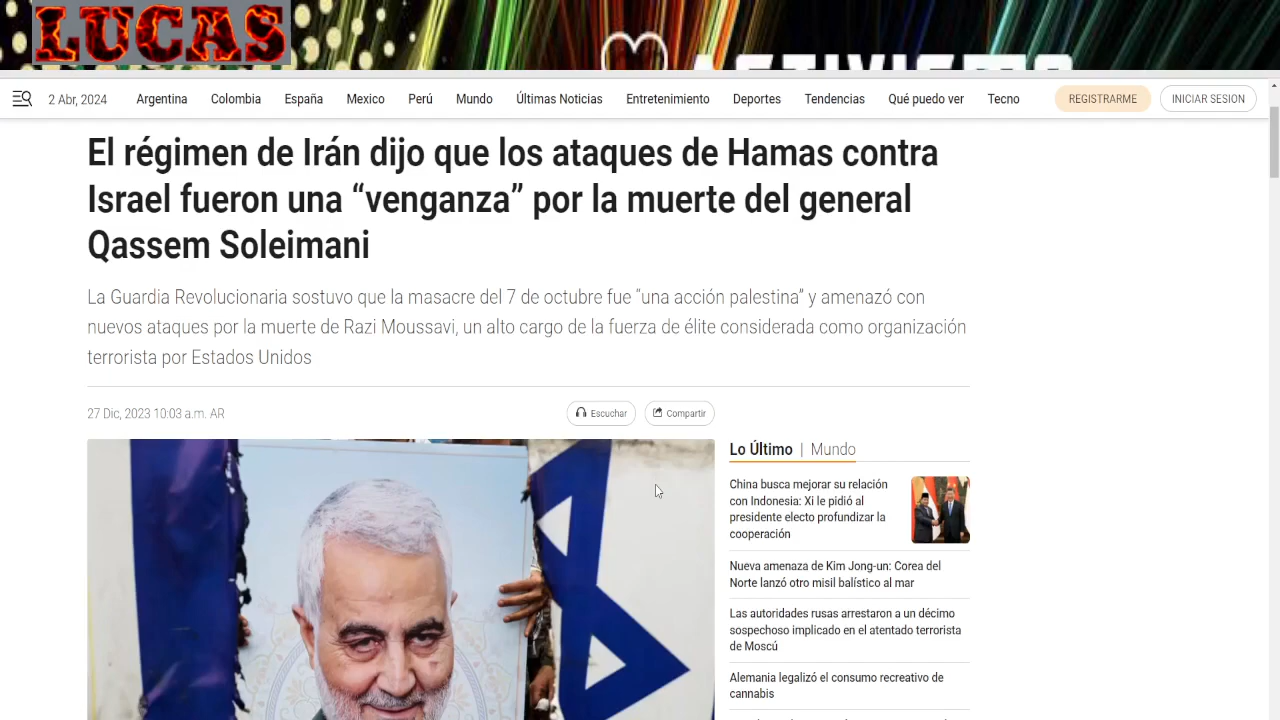 LUCAS
ACTIVISMO
2 Abr, 2024
Argentina
Colombia
España
Mexico
Perú
Mundo
Últimas Noticias
Entretenimiento
Deportes
Tendencias
Qué puedo ver
Tecno
REGISTRARME
INICIAR SESION
El régimen de Irán dijo que los ataques de Hamas contra
Israel fueron una “venganza” por la muerte del general
Qassem Soleimani
La Guardia Revolucionaria sostuvo que la masacre del 7 de octubre fue “una acción palestina” y amenazó con
nuevos ataques por la muerte de Razi Moussavi, un alto cargo de la fuerza de élite considerada como organización
terrorista por Estados Unidos
27 Dic, 2023 10:03 a.m. AR
Escuchar
Compartir
Lo Último | Mundo
China busca mejorar su relación
con Indonesia: Xi le pidió al
presidente electo profundizar la
cooperación
Nueva amenaza de Kim Jong-un: Corea del
Norte lanzó otro misil balístico al mar
Las autoridades rusas arrestaron a un décimo
sospechoso implicado en el atentado terrorista
de Moscú
Alemania legalizó el consumo recreativo de
cannabis